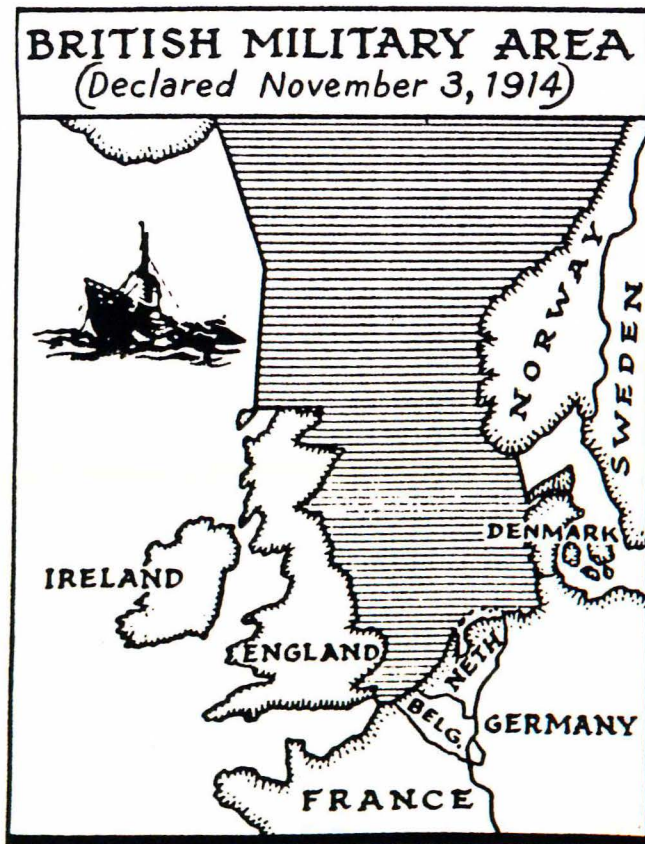 BRITISH MILITARY AREA
(Declared November 3, 1914)
NORWAY
SWEDEN
DENMARK
IRELAND
ENGLAND
NETH
BELG.
GERMANY
FRANCE